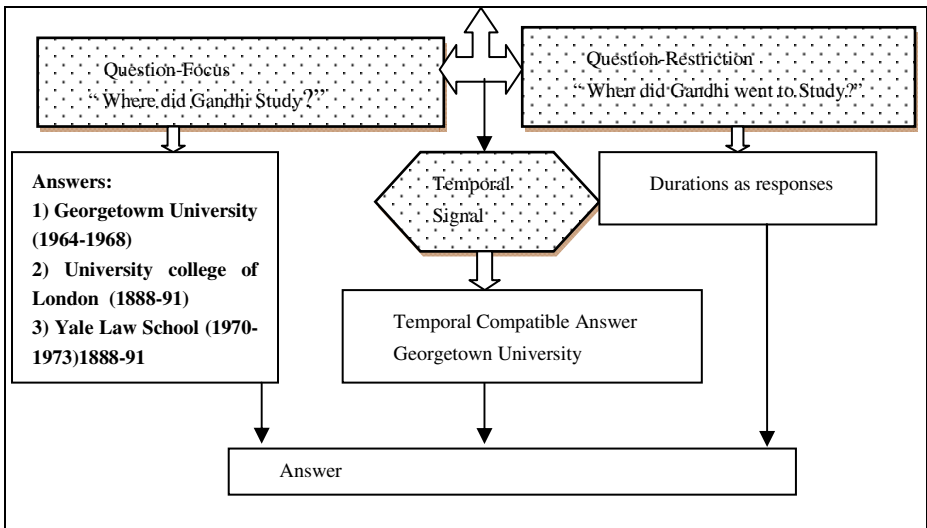 Question-Focus
“ Where did Gandhi Study?”
Question-Restriction
“ When did Gandhi went to Study?”
Answers:
1) Georgetowm University
(1964-1968)
2) University college of
London (1888-91)
3) Yale Law School (1970-
1973)1888-91
Temporal
Signal
Durations as responses
Temporal Compatible Answer
Georgetown University
Answer